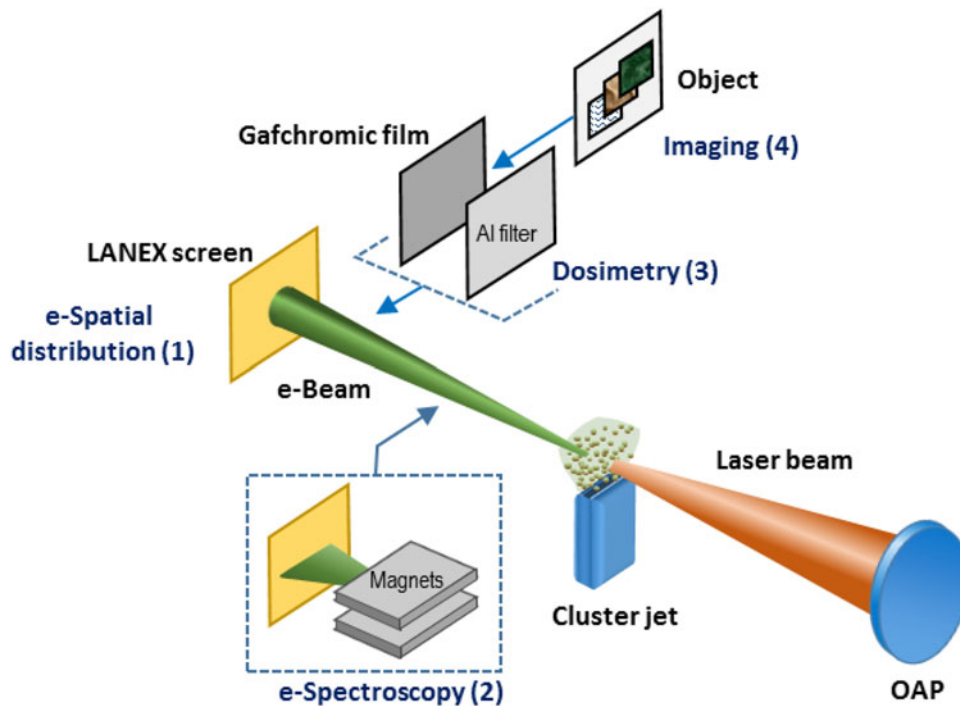 Object
Imaging (4)
Gafchromic film
Al filter
Dosimetry (3)
LANEX screen
e-Spatial
distribution (1)
e-Beam
Laser beam
Magnets
Cluster jet
e-Spectroscopy (2)
OAP